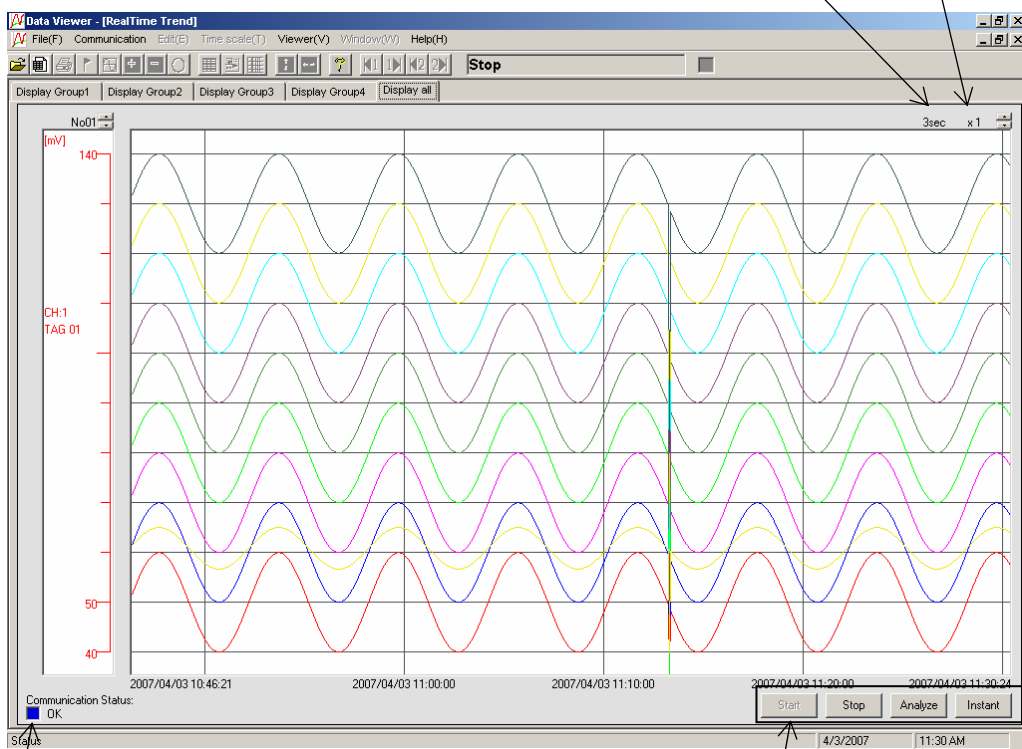 Data Viewer - [RealTime Trend]
File(F) Communication Edit(E) Time scale(T) Viewer(V) Window(W) Help(H)
1 1 2 2 Stop
Display Group1 Display Group2 Display Group3 Display Group4 Display all
No01 3sec x 1
[mV]
140
CH:1
TAG 01
50
40
2007/04/03 10:46:21 2007/04/03 11:00:00 2007/04/03 11:10:00 2007/04/03 11:20:00 2007/04/03 11:30:24
Communication Status:
OK
Start Stop Analyze Instant
Status 4/3/2007 11:30 AM